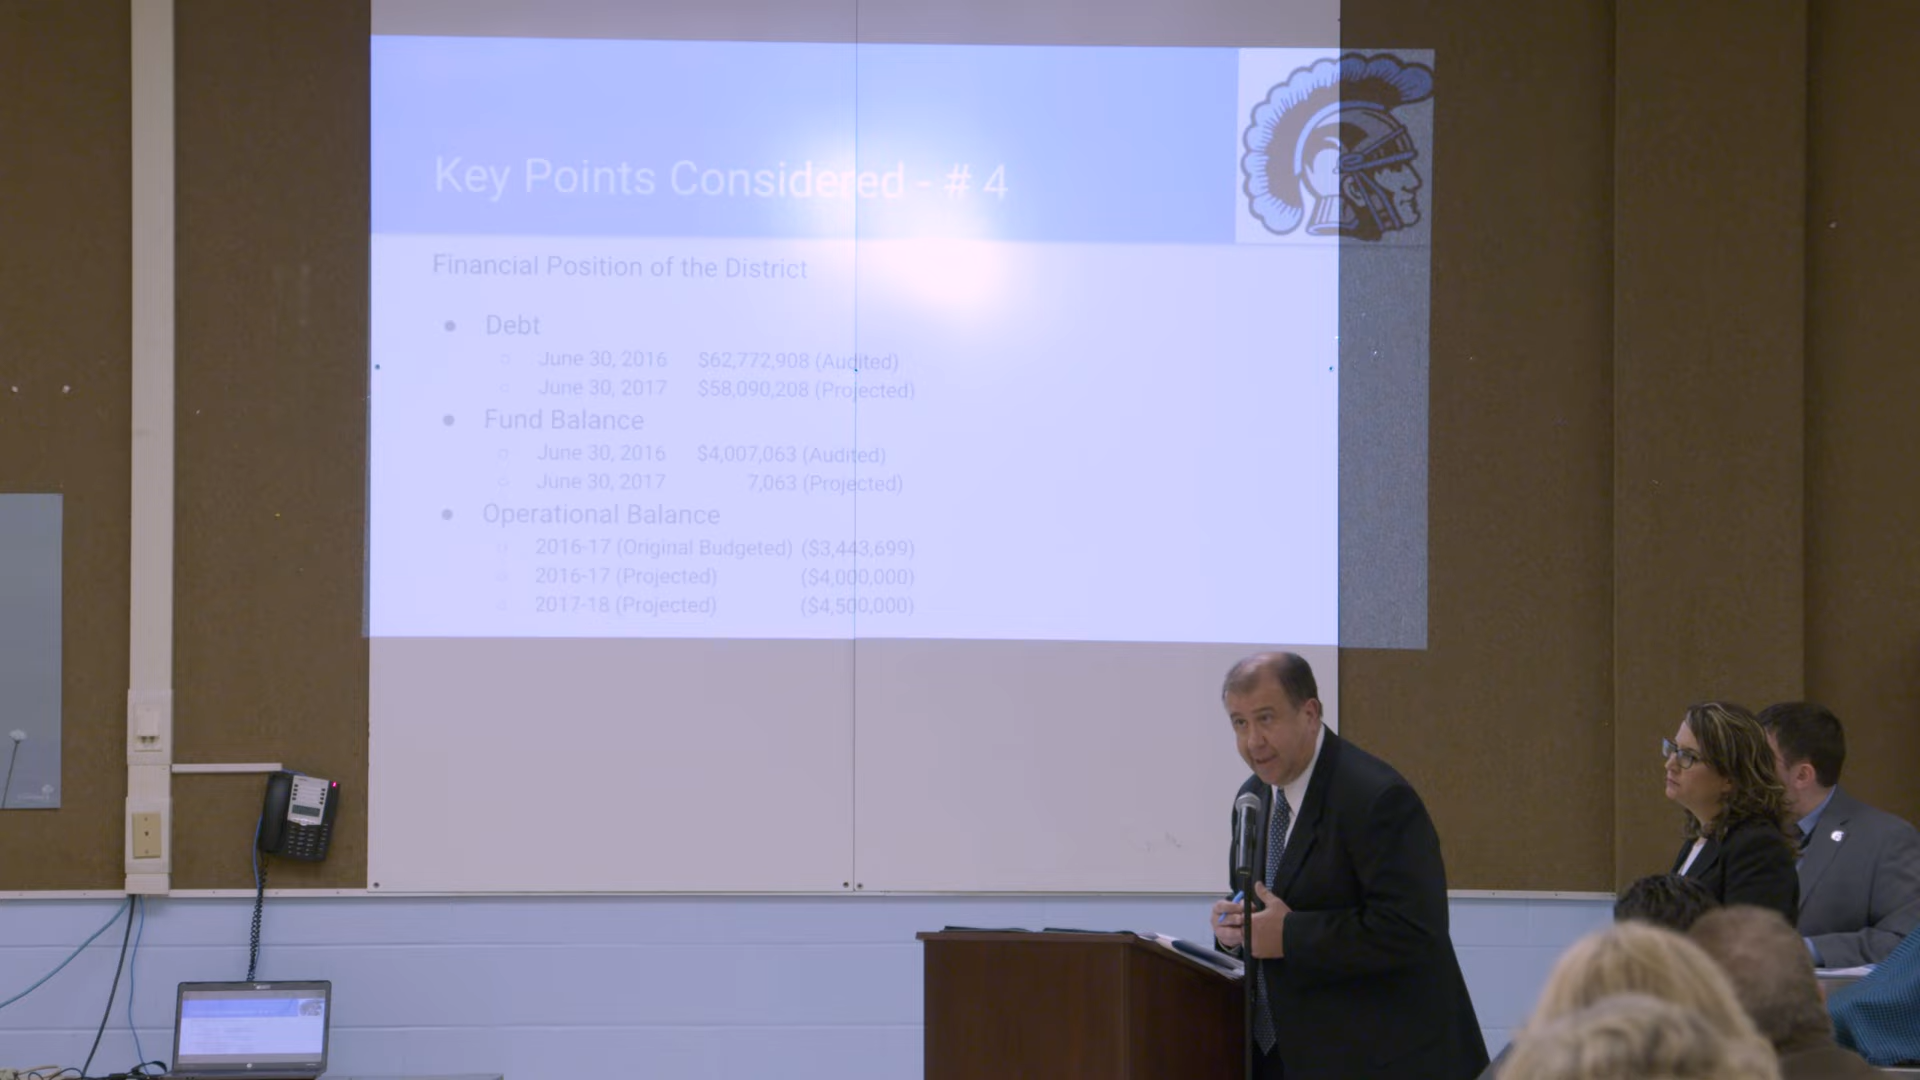 Key Points Considered - # 4
Financial Position of the District
● Debt
○ June 30, 2016 $62,772,908 (Audited)
○ June 30, 2017 $58,090,208 (Projected)
● Fund Balance
○ June 30, 2016 $4,007,063 (Audited)
○ June 30, 2017 7,063 (Projected)
● Operational Balance
○ 2016-17 (Original Budgeted) ($3,443,699)
○ 2016-17 (Projected) ($4,000,000)
○ 2017-18 (Projected) ($4,500,000)